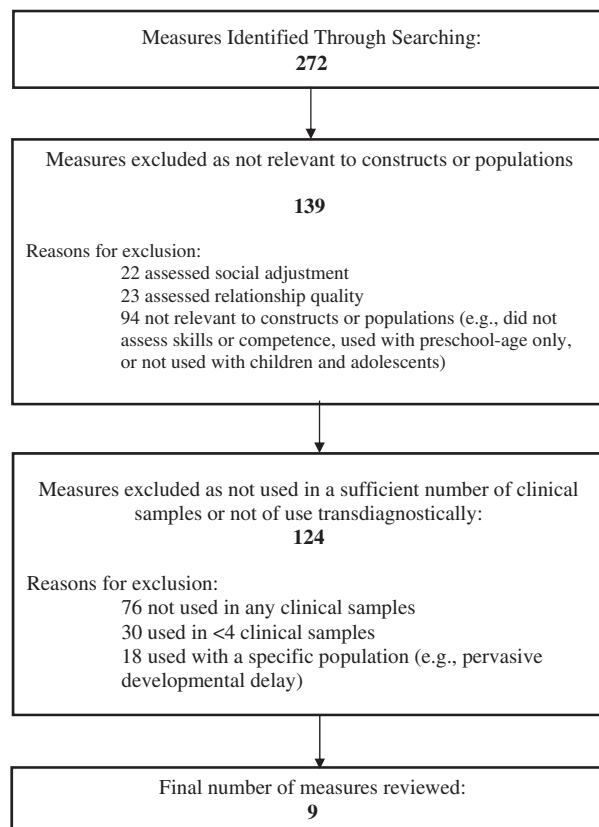 Measures Identified Through Searching:
272
Measures excluded as not relevant to constructs or populations
139
Reasons for exclusion:
22 assessed social adjustment
23 assessed relationship quality
94 not relevant to constructs or populations (e.g., did not
assess skills or competence, used with preschool-age only,
or not used with children and adolescents)
Measures excluded as not used in a sufficient number of clinical
samples or not of use transdiagnostically:
124
Reasons for exclusion:
76 not used in any clinical samples
30 used in <4 clinical samples
18 used with a specific population (e.g., pervasive
developmental delay)
Final number of measures reviewed:
9